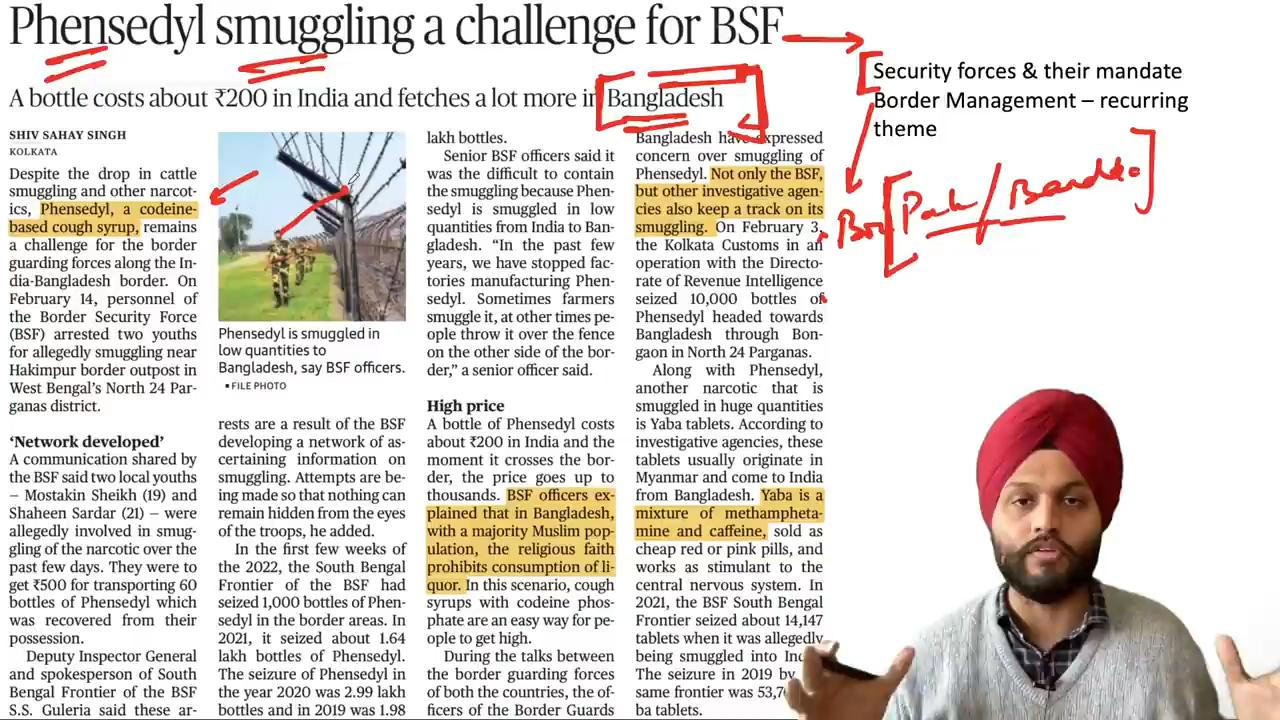 Phensedyl smuggling a challenge for BSF
A bottle costs about ₹200 in India and fetches a lot more in Bangladesh
SHIV SAHAY SINGH
KOLKATA
Despite the drop in cattle
smuggling and other narcot-
ics, Phensedyl, a codeine-
based cough syrup, remains
a challenge for the border
guarding forces along the In-
dia-Bangladesh border. On
February 14, personnel of
the Border Security Force
(BSF) arrested two youths
for allegedly smuggling near
Hakimpur border outpost in
West Bengal's North 24 Par-
ganas district.
'Network developed'
A communication shared by
the BSF said two local youths
– Mostakin Sheikh (19) and
Shaheen Sardar (21) – were
allegedly involved in smug-
gling of the narcotic over the
past few days. They were to
get ₹500 for transporting 60
bottles of Phensedyl which
was recovered from their
possession.
Deputy Inspector General
and spokesperson of South
Bengal Frontier of the BSF
S.S. Guleria said these ar-
Phensedyl is smuggled in
low quantities to
Bangladesh, say BSF officers.
▪ FILE PHOTO
rests are a result of the BSF
developing a network of as-
certaining information on
smuggling. Attempts are be-
ing made so that nothing can
remain hidden from the eyes
of the troops, he added.
In the first few weeks of
the 2022, the South Bengal
Frontier of the BSF had
seized 1,000 bottles of Phen-
sedyl in the border areas. In
2021, it seized about 1.64
lakh bottles of Phensedyl.
The seizure of Phensedyl in
the year 2020 was 2.99 lakh
bottles and in 2019 was 1.98
lakh bottles.
Senior BSF officers said it
was the difficult to contain
the smuggling because Phen-
sedyl is smuggled in low
quantities from India to Ban-
gladesh. “In the past few
years, we have stopped fac-
tories manufacturing Phen-
sedyl. Sometimes farmers
smuggle it, at other times peo-
ple throw it over the fence
on the other side of the bor-
der,” a senior officer said.
High price
A bottle of Phensedyl costs
about ₹200 in India and the
moment it crosses the bor-
der, the price goes up to
thousands. BSF officers ex-
plained that in Bangladesh,
with a majority Muslim pop-
ulation, the religious faith
prohibits consumption of li-
quor. In this scenario, cough
syrups with codeine phos-
phate are an easy way for pe-
ople to get high.
During the talks between
the border guarding forces
of both the countries, the of-
ficers of the Border Guards
Bangladesh have expressed
concern over smuggling of
Phensedyl. Not only the BSF,
but other investigative agen-
cies also keep a track on its
smuggling. On February 3,
the Kolkata Customs in an
operation with the Directo-
rate of Revenue Intelligence
seized 10,000 bottles of
Phensedyl headed towards
Bangladesh through Bon-
gaon in North 24 Parganas.
Along with Phensedyl,
another narcotic that is
smuggled in huge quantities
is Yaba tablets. According to
investigative agencies, these
tablets usually originate in
Myanmar and come to India
from Bangladesh. Yaba is a
mixture of methampheta-
mine and caffeine, sold as
cheap red or pink pills, and
works as stimulant to the
central nervous system. In
2021, the BSF South Bengal
Frontier seized about 14,147
tablets when it was allegedly
being smuggled into
The seizure in 2019 by
same frontier was
ba tablets.
Security forces & their mandate
Border Management – recurring
theme
Pak /